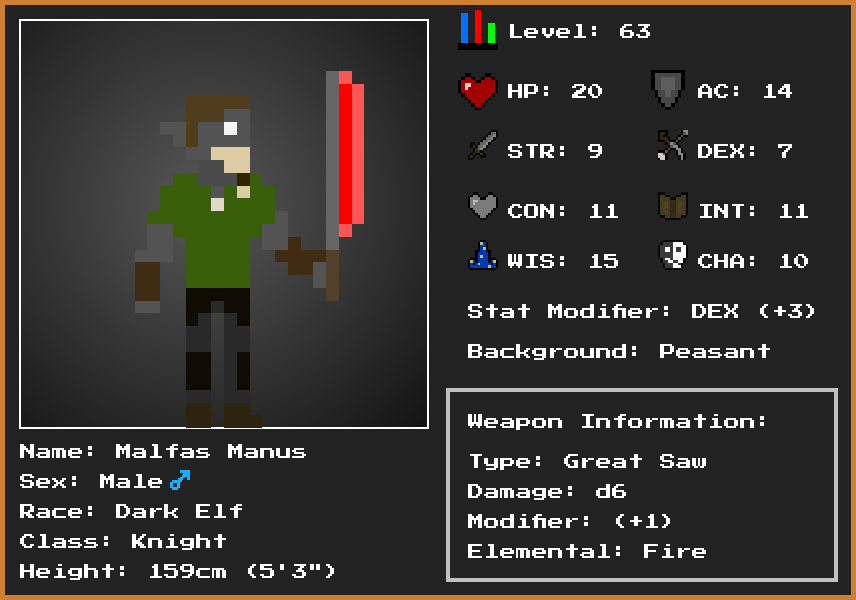 Level: 63
HP: 20
AC: 14
STR: 9
DEX: 7
CON: 11
INT: 11
WIS: 15
CHA: 10
Stat Modifier: DEX (+3)
Background: Peasant
Weapon Information:
Type: Great Saw
Damage: d6
Modifier: (+1)
Elemental: Fire
Name: Malfas Manus
Sex: Male♂
Race: Dark Elf
Class: Knight
Height: 159cm (5'3")